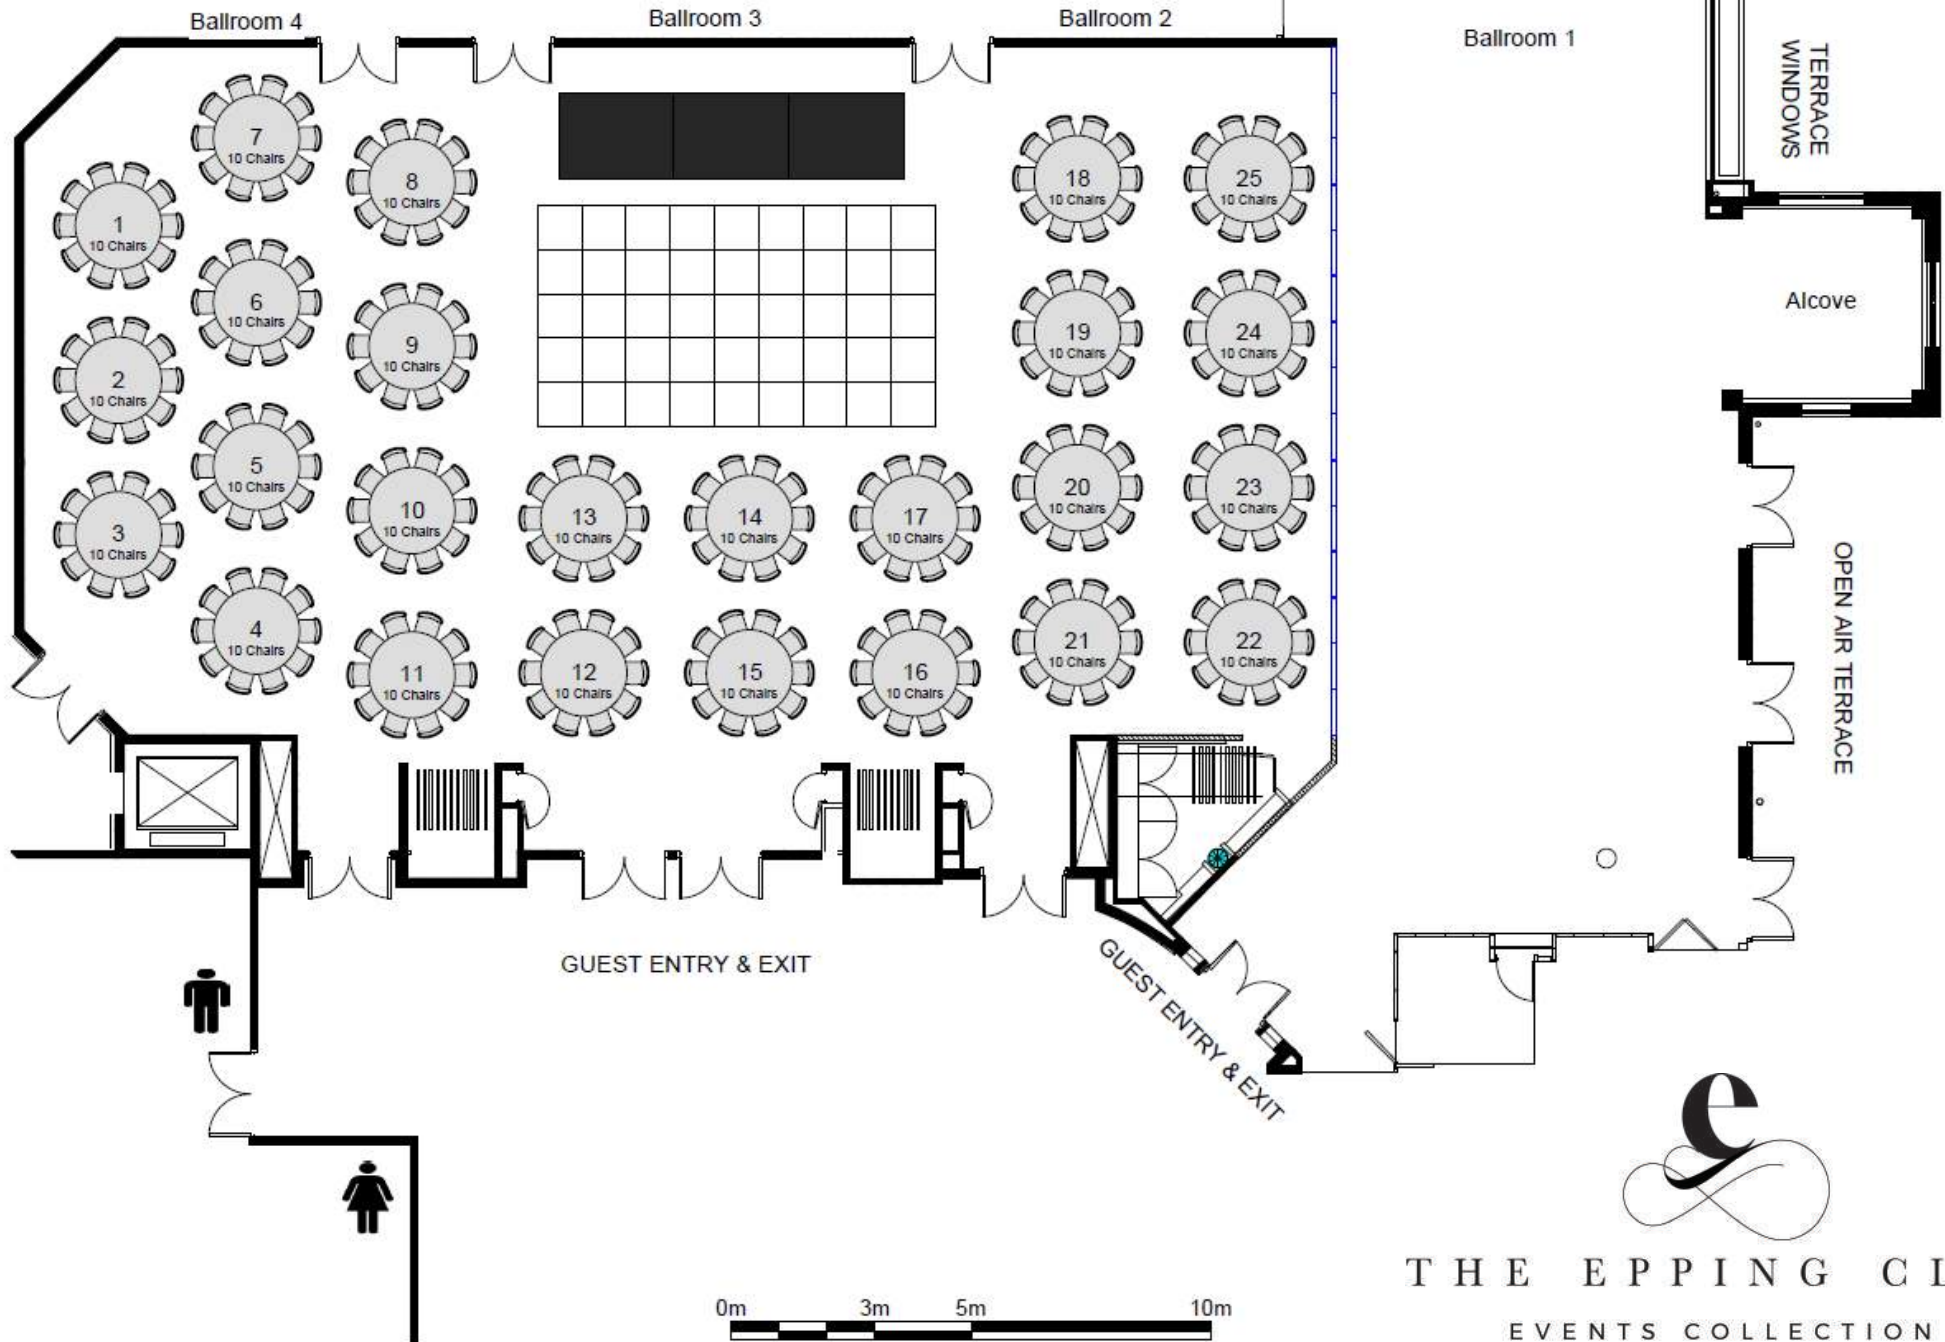 Ballroom 4
Ballroom 3
Ballroom 2
Ballroom 1
TERRACE
WINDOWS
7
10 Chairs
8
10 Chairs
18
10 Chairs
25
10 Chairs
1
10 Chairs
6
10 Chairs
9
10 Chairs
19
10 Chairs
24
10 Chairs
Alcove
2
10 Chairs
5
10 Chairs
10
10 Chairs
13
10 Chairs
14
10 Chairs
17
10 Chairs
20
10 Chairs
23
10 Chairs
3
10 Chairs
4
10 Chairs
11
10 Chairs
12
10 Chairs
15
10 Chairs
16
10 Chairs
21
10 Chairs
22
10 Chairs
OPEN AIR TERRACE
GUEST ENTRY & EXIT
GUEST ENTRY & EXIT
e
THE EPPING
EVENTS COLLECTION
0m 3m 5m 10m